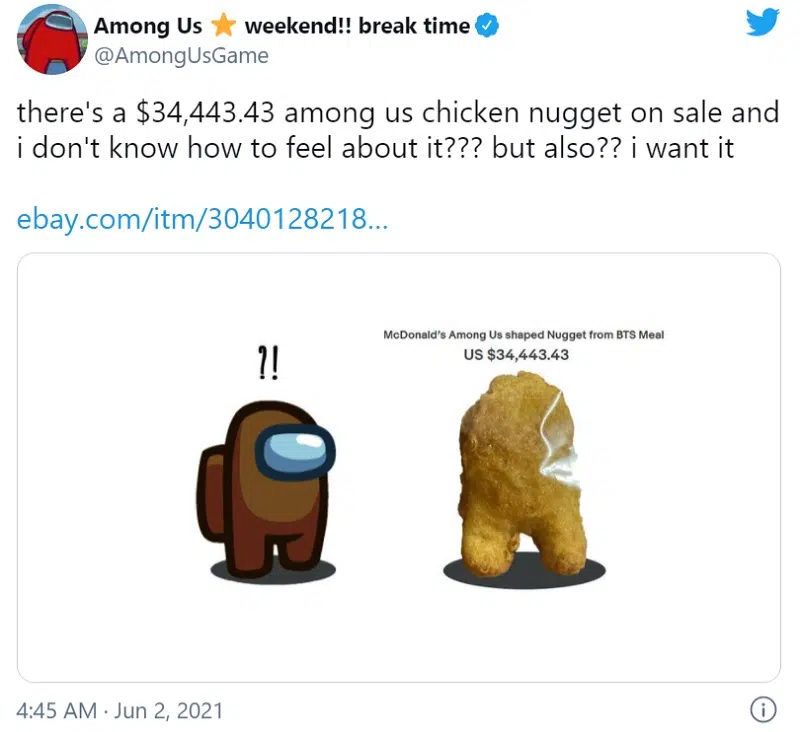 Among Us ⭐ weekend!! break time
@AmongUsGame
there's a $34,443.43 among us chicken nugget on sale and
i don't know how to feel about it??? but also?? i want it
ebay.com/itm/3040128218...
?!
McDonald's Among Us shaped Nugget from BTS Meal
US $34,443.43
4:45 AM · Jun 2, 2021